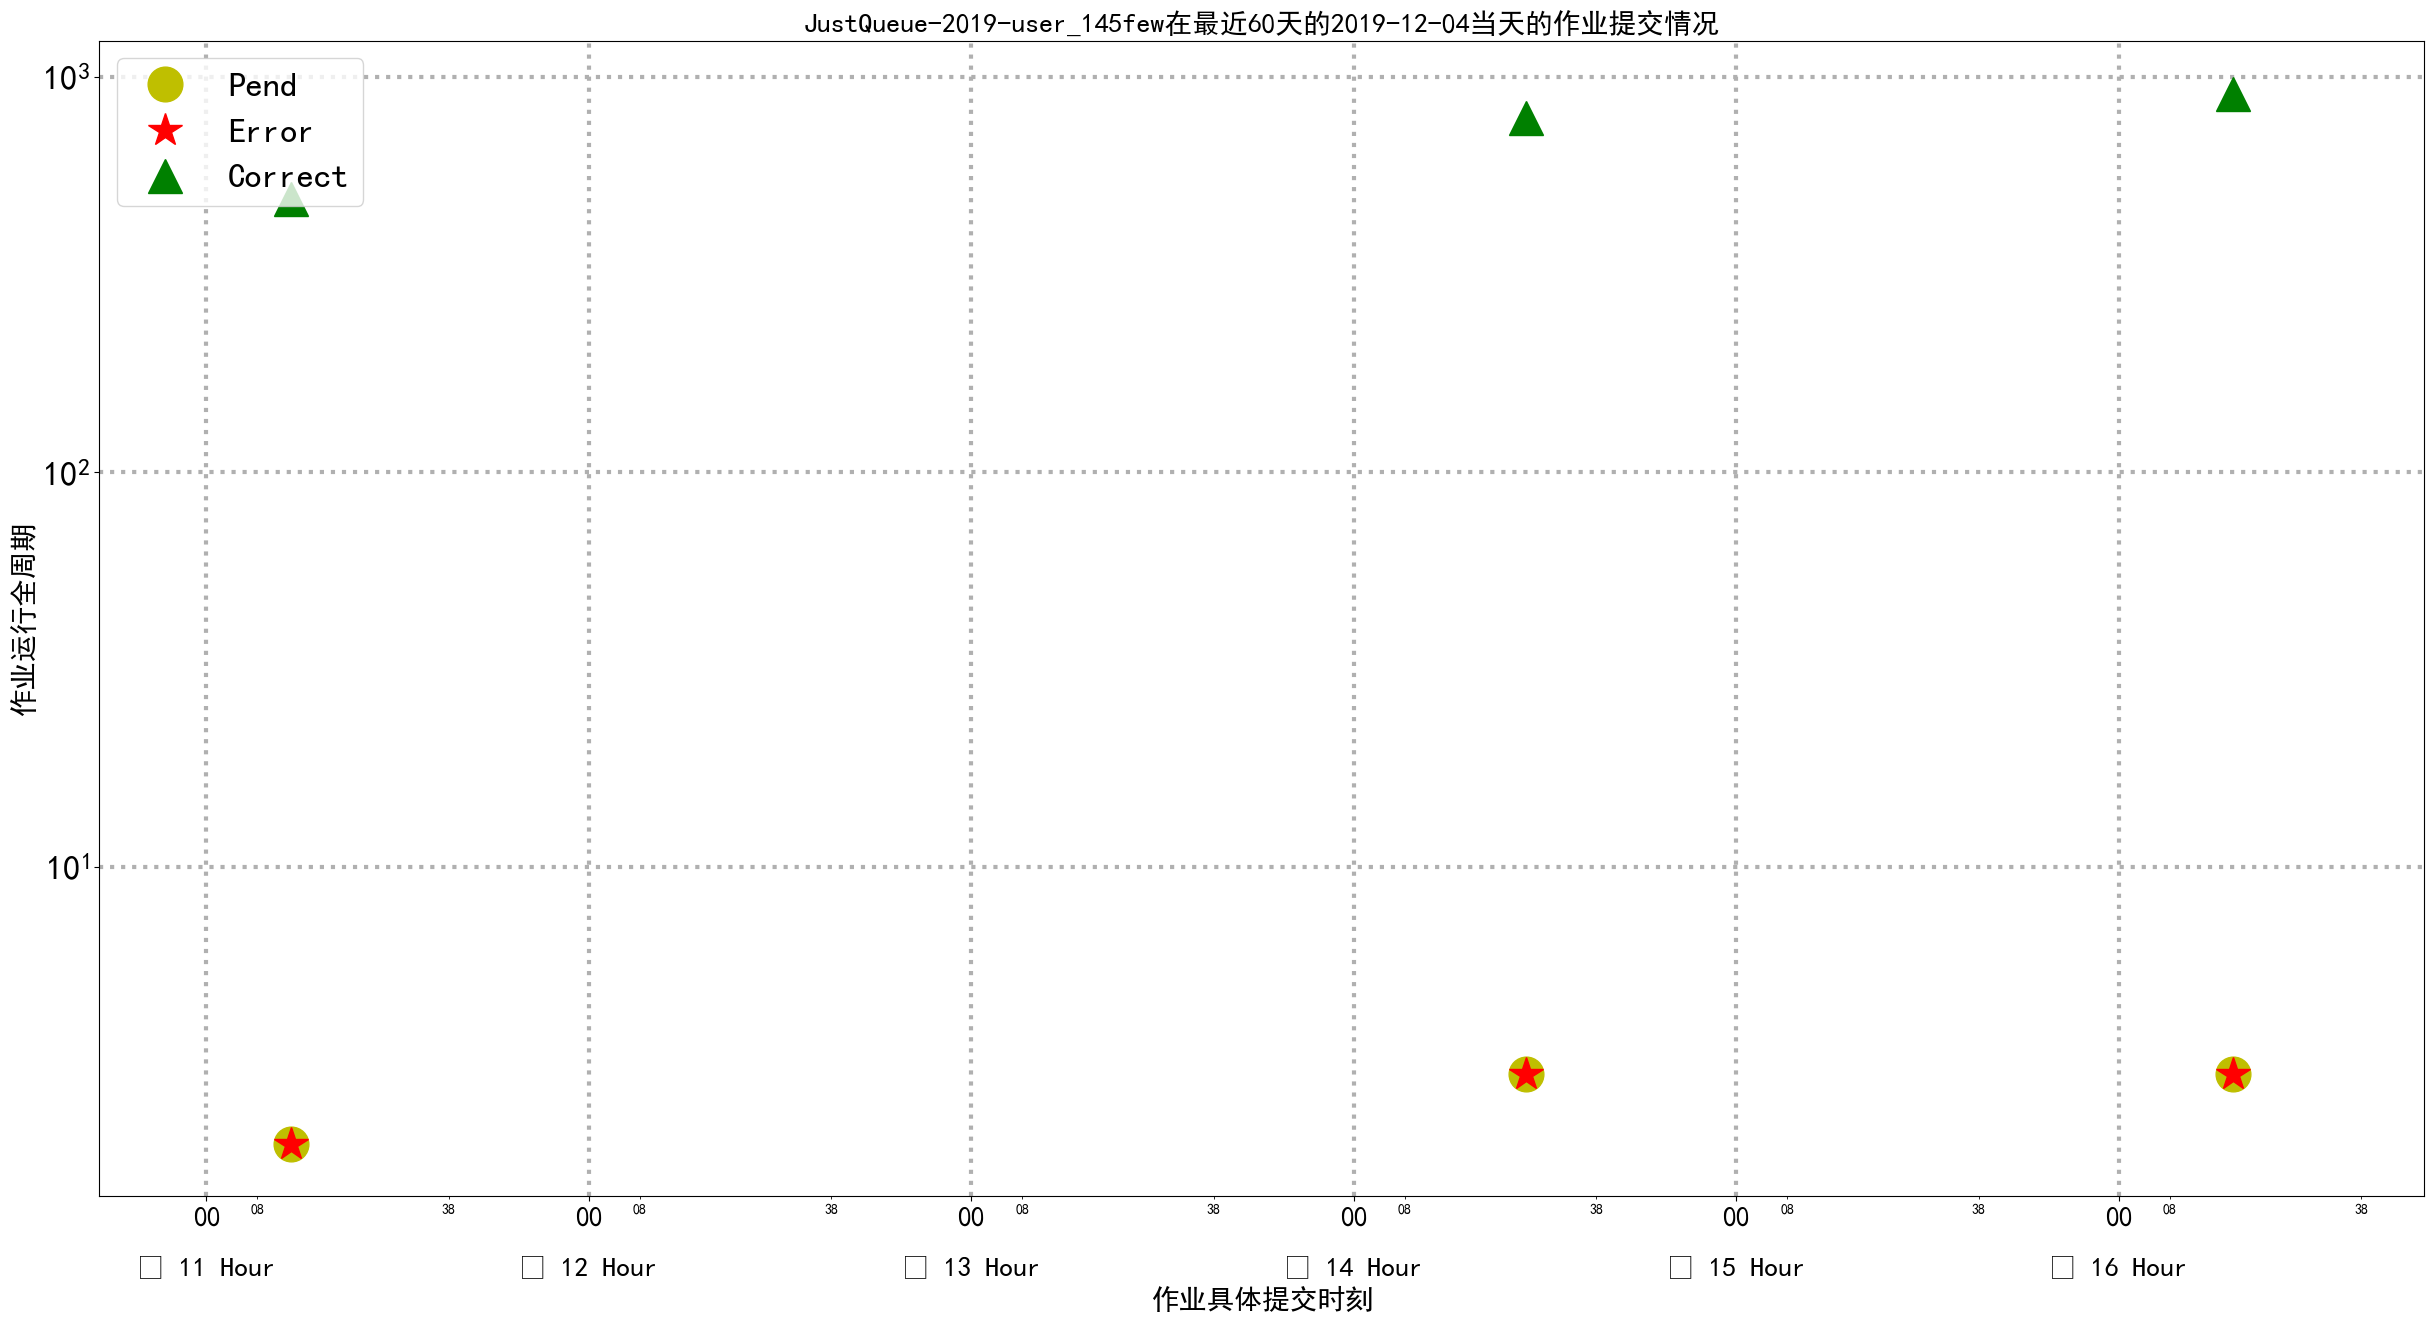 JustQueue-2019-user_145few在最近60天的2019-12-04当天的作业提交情况
Pend
Error
Correct
10³
10²
10¹
作业运行全周期
00 08 38 00 08 38 00 08 38 00 08 38 00 08 38 00 08 38
□ 11 Hour □ 12 Hour □ 13 Hour □ 14 Hour □ 15 Hour □ 16 Hour
作业具体提交时刻